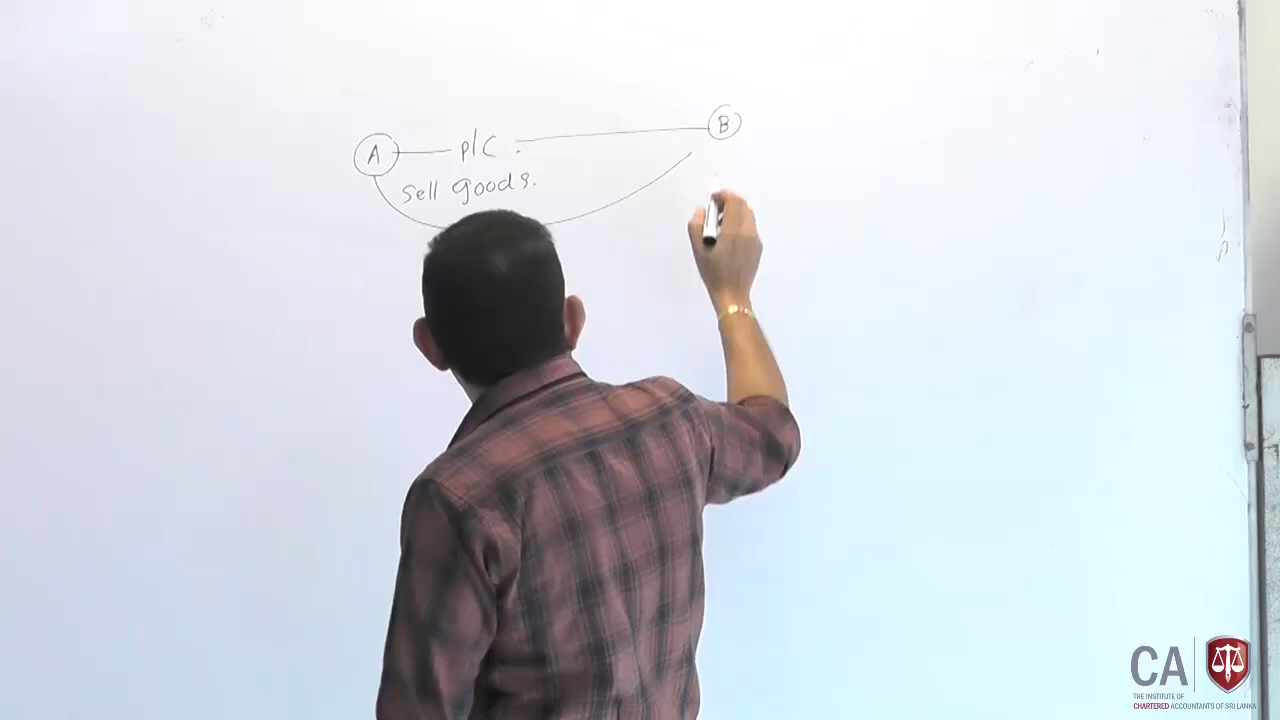 A P/C. B
Sell goods.
CA
THE INSTITUTE OF
CHARTERED ACCOUNTANTS OF SRI LANKA